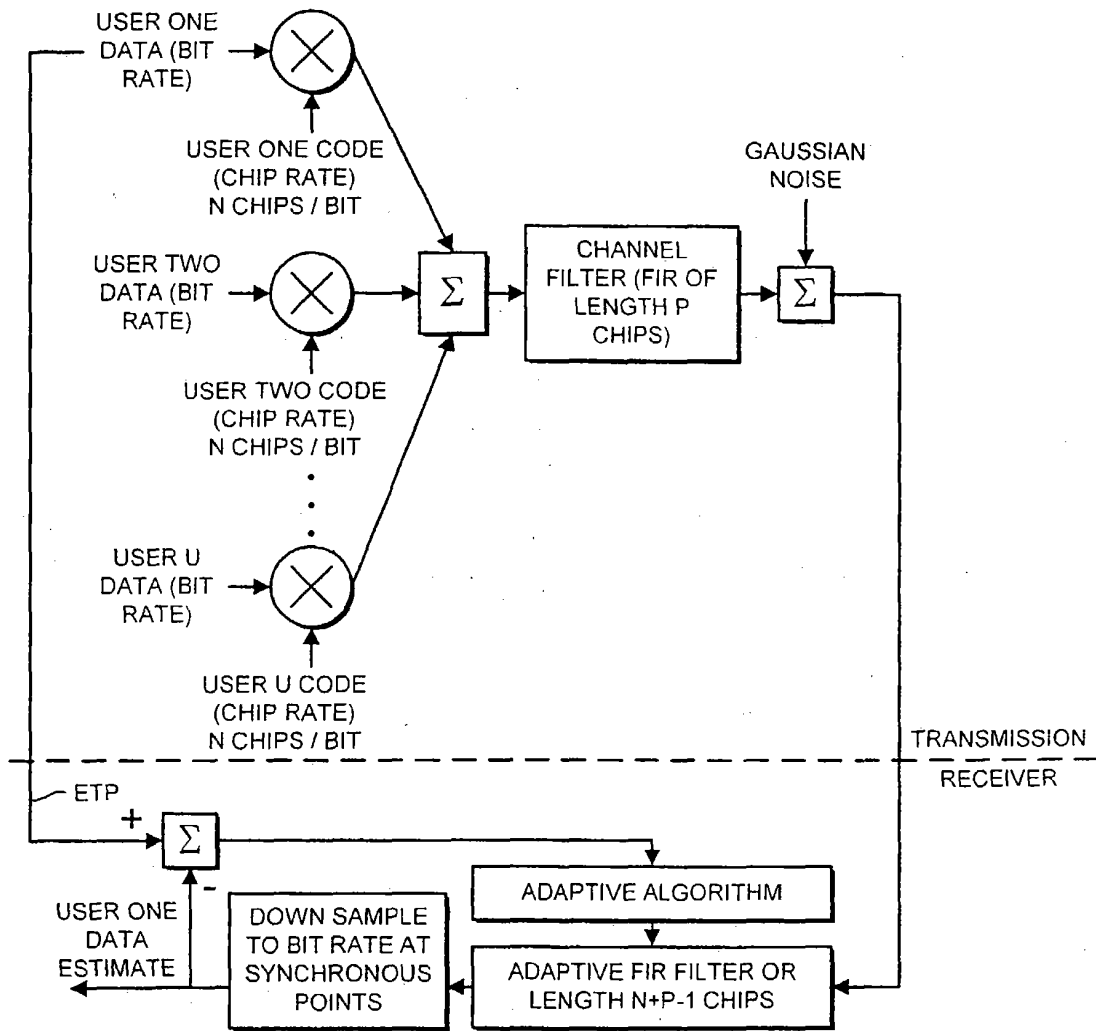 USER ONE
DATA (BIT
RATE)
USER ONE CODE
(CHIP RATE)
N CHIPS / BIT
GAUSSIAN
NOISE
USER TWO
DATA (BIT
RATE)
Σ
CHANNEL
FILTER (FIR OF
LENGTH P
CHIPS)
Σ
USER TWO CODE
(CHIP RATE)
N CHIPS / BIT
USER U
DATA (BIT
RATE)
USER U CODE
(CHIP RATE)
N CHIPS / BIT
TRANSMISSION
RECEIVER
ETP
+
Σ
-
ADAPTIVE ALGORITHM
USER ONE
DATA
ESTIMATE
DOWN SAMPLE
TO BIT RATE AT
SYNCHRONOUS
POINTS
ADAPTIVE FIR FILTER OR
LENGTH N+P-1 CHIPS